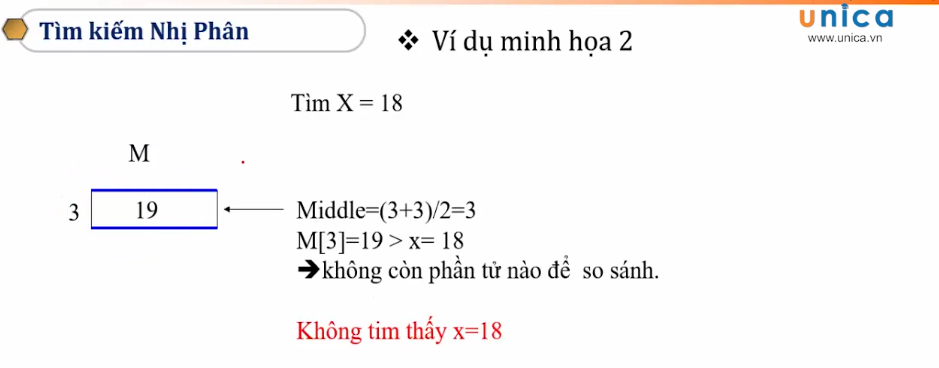 Tìm kiếm Nhị Phân
unica
www.unica.vn
❖ Ví dụ minh họa 2
Tìm X = 18
M
3 19
Middle=(3+3)/2=3
M[3]=19 > x= 18
➔không còn phần tử nào để so sánh.
Không tim thấy x=18